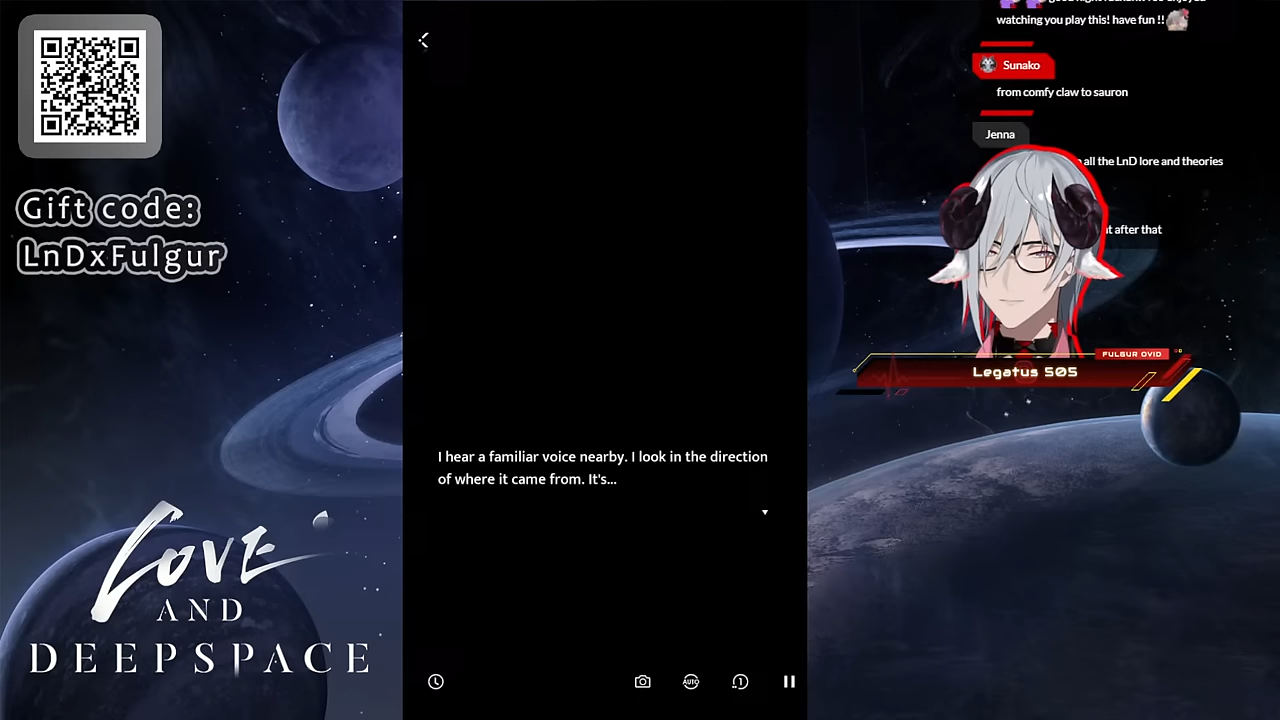 Gift code:
LnDxFulgur
LOVE
AND
DEEPSPACE
I hear a familiar voice nearby. I look in the direction
of where it came from. It's...
AUTO
1
watching you play this! have fun !!
Sunako
from comfy claw to sauron
Jenna
all the LnD lore and theories
after that
FULGUR OVID
Legatus 505